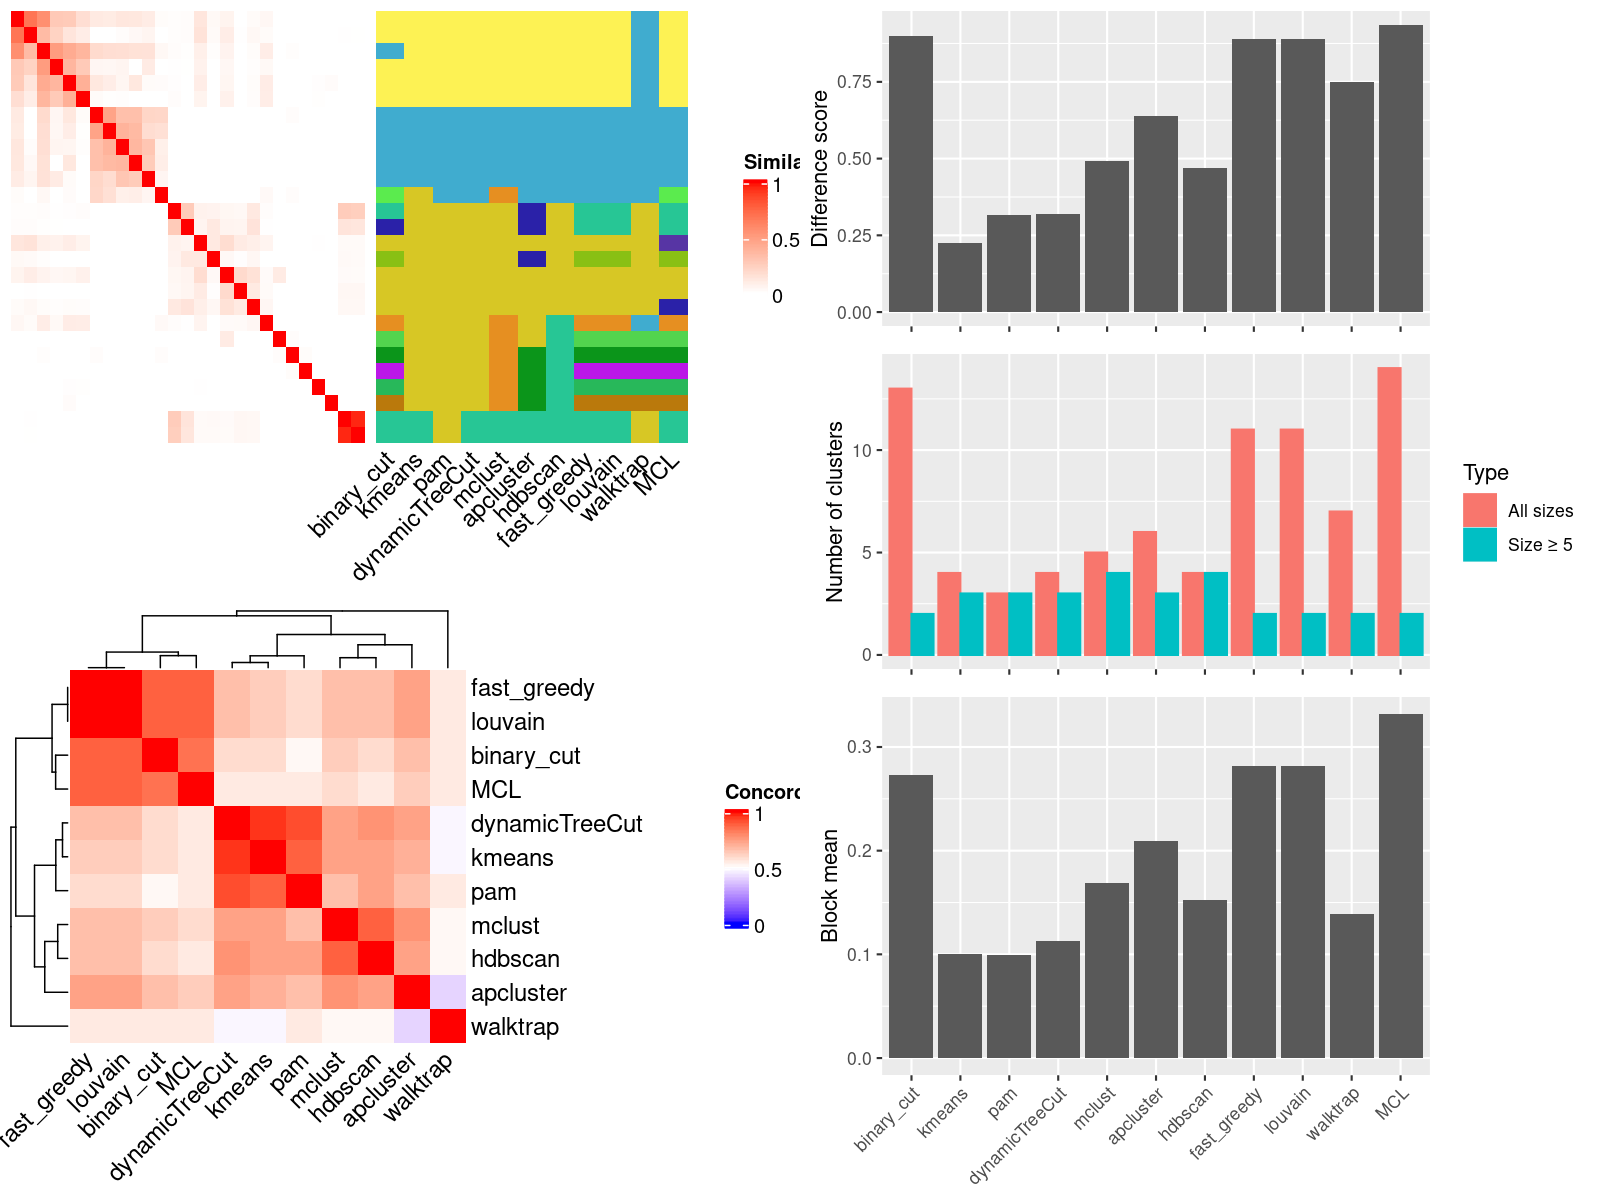 Simila
1
0.5
0
binary_cut
kmeans
pam
dynamicTreeCut
mclust
apcluster
hdbscan
fast_greedy
louvain
walktrap
MCL
Difference score
0.75
0.50
0.25
0.00
Number of clusters
10
5
0
Type
All sizes
Size ≥ 5
fast_greedy
louvain
binary_cut
MCL
dynamicTreeCut
kmeans
pam
mclust
hdbscan
apcluster
walktrap
Concord
1
0.5
0
fast_greedy
louvain
binary_cut
MCL
dynamicTreeCut
kmeans
pam
mclust
hdbscan
apcluster
walktrap
Block mean
0.3
0.2
0.1
0.0
binary_cut
kmeans
pam
dynamicTreeCut
mclust
apcluster
hdbscan
fast_greedy
louvain
walktrap
MCL